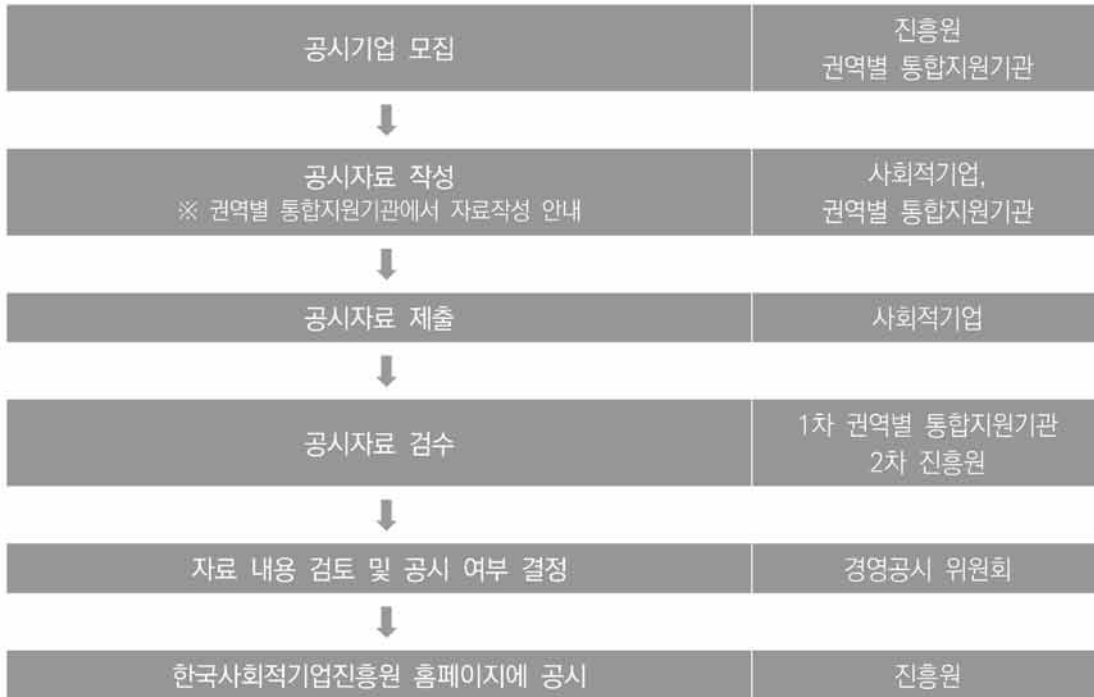 공시기업 모집
진흥원
권역별 통합지원기관
공시자료 작성
※ 권역별 통합지원기관에서 자료작성 안내
사회적기업,
권역별 통합지원기관
공시자료 제출
사회적기업
공시자료 검수
1차 권역별 통합지원기관
2차 진흥원
자료 내용 검토 및 공시 여부 결정
경영공시 위원회
한국사회적기업진흥원 홈페이지에 공시
진흥원